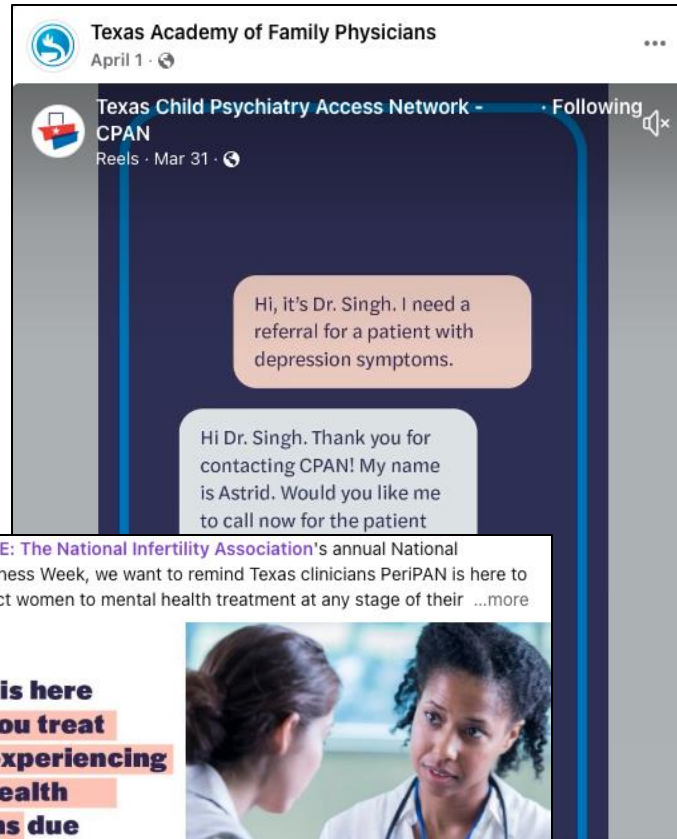 Texas Academy of Family Physicians
April 1 ·
Texas Child Psychiatry Access Network -
CPAN
· Following
Reels · Mar 31 ·
Hi, it's Dr. Singh. I need a
referral for a patient with
depression symptoms.
Hi Dr. Singh. Thank you for
contacting CPAN! My name
is Astrid. Would you like me
to call now for the patient
E: The National Infertility Association's annual National
ness Week, we want to remind Texas clinicians PeriPAN is here to
ct women to mental health treatment at any stage of their ...more
is here
ou treat
xperiencing
ealth
ns due